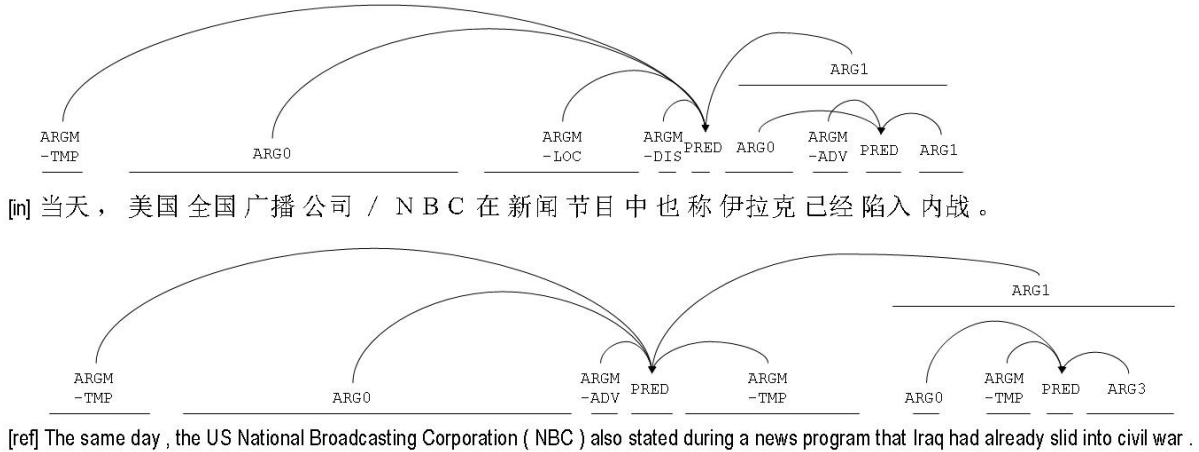 ARG1
ARGM ARGM ARGM ARGM
-TMP ARG0 -LOC -DIS PRED ARG0 -ADV PRED ARG1
[in] 当天 , 美国 全国 广播 公司 / NBC 在 新闻 节目 中 也 称 伊拉克 已经 陷入 内战 。
ARG1
ARGM ARGM ARGM ARGM
-TMP ARG0 -ADV PRED -TMP ARG0 -TMP PRED ARG3
[ref] The same day , the US National Broadcasting Corporation ( NBC ) also stated during a news program that Iraq had already slid into civil war .